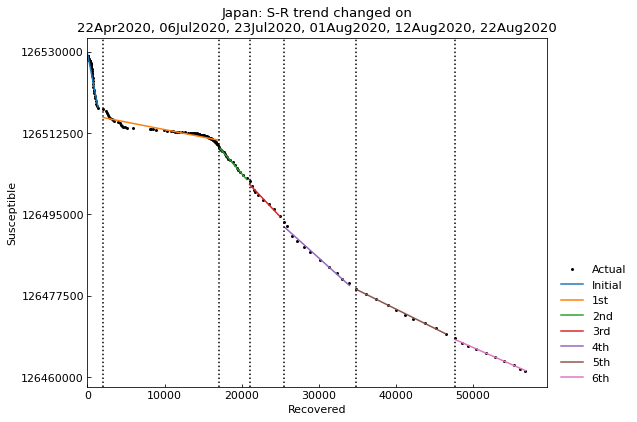 Japan: S-R trend changed on
22Apr2020, 06Jul2020, 23Jul2020, 01Aug2020, 12Aug2020, 22Aug2020
126530000
126512500
126495000
126477500
126460000
Susceptible
0 10000 20000 30000 40000 50000
Recovered
Actual
Initial
1st
2nd
3rd
4th
5th
6th